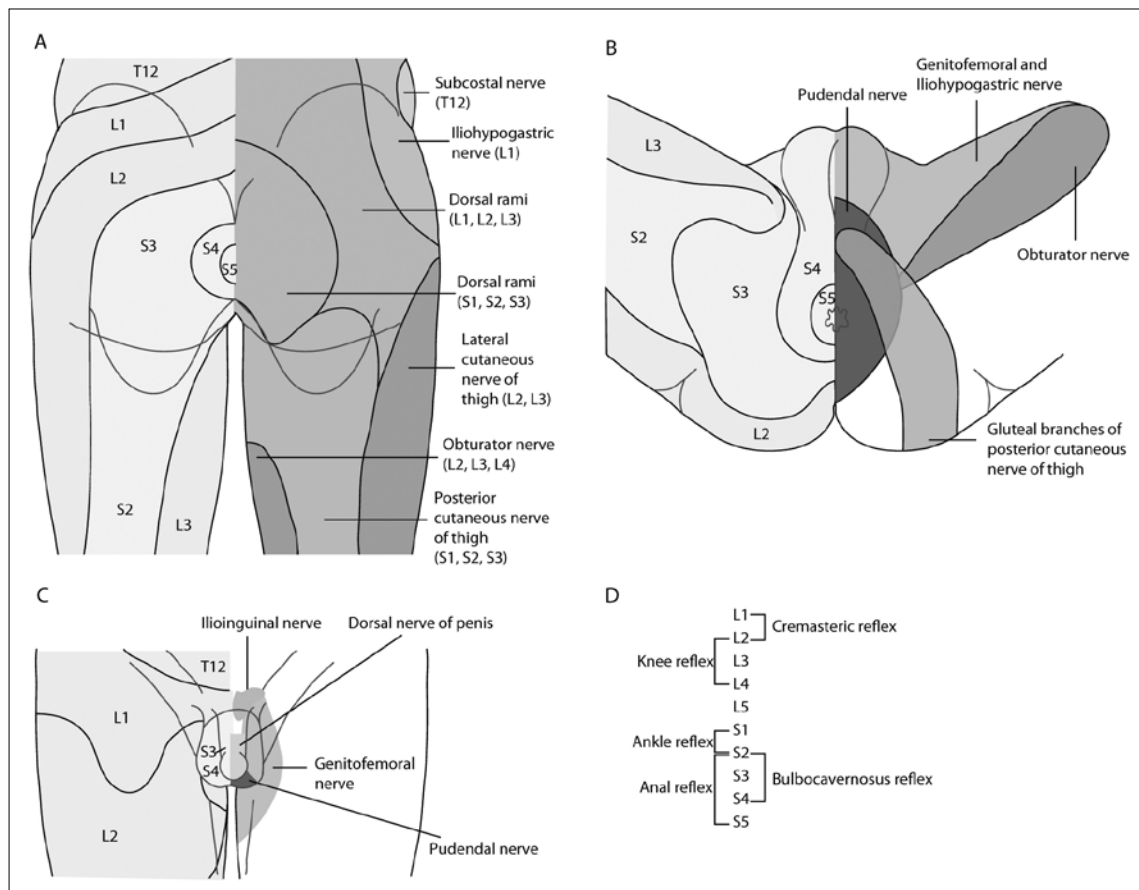 A
T12
L1
L2
S3
S4
S5
S2
L3
Subcostal nerve
(T12)
Iliohypogastric
nerve (L1)
Dorsal rami
(L1, L2, L3)
Dorsal rami
(S1, S2, S3)
Lateral
cutaneous
nerve of
thigh (L2, L3)
Obturator nerve
(L2, L3, L4)
Posterior
cutaneous nerve
of thigh
(S1, S2, S3)
B
Genitofemoral and
Iliohypogastric nerve
Pudendal nerve
L3
S2
S3
S4
S5
L2
Obturator nerve
Gluteal branches of
posterior cutaneous
nerve of thigh
C
Ilioinguinal nerve
Dorsal nerve of penis
T12
L1
S3
S4
L2
Genitofemoral
nerve
Pudendal nerve
D
L1
Cremasteric reflex
L2
Knee reflex
L3
L4
L5
S1
Ankle reflex
S2
S3
Anal reflex
Bulbocavernosus reflex
S4
S5